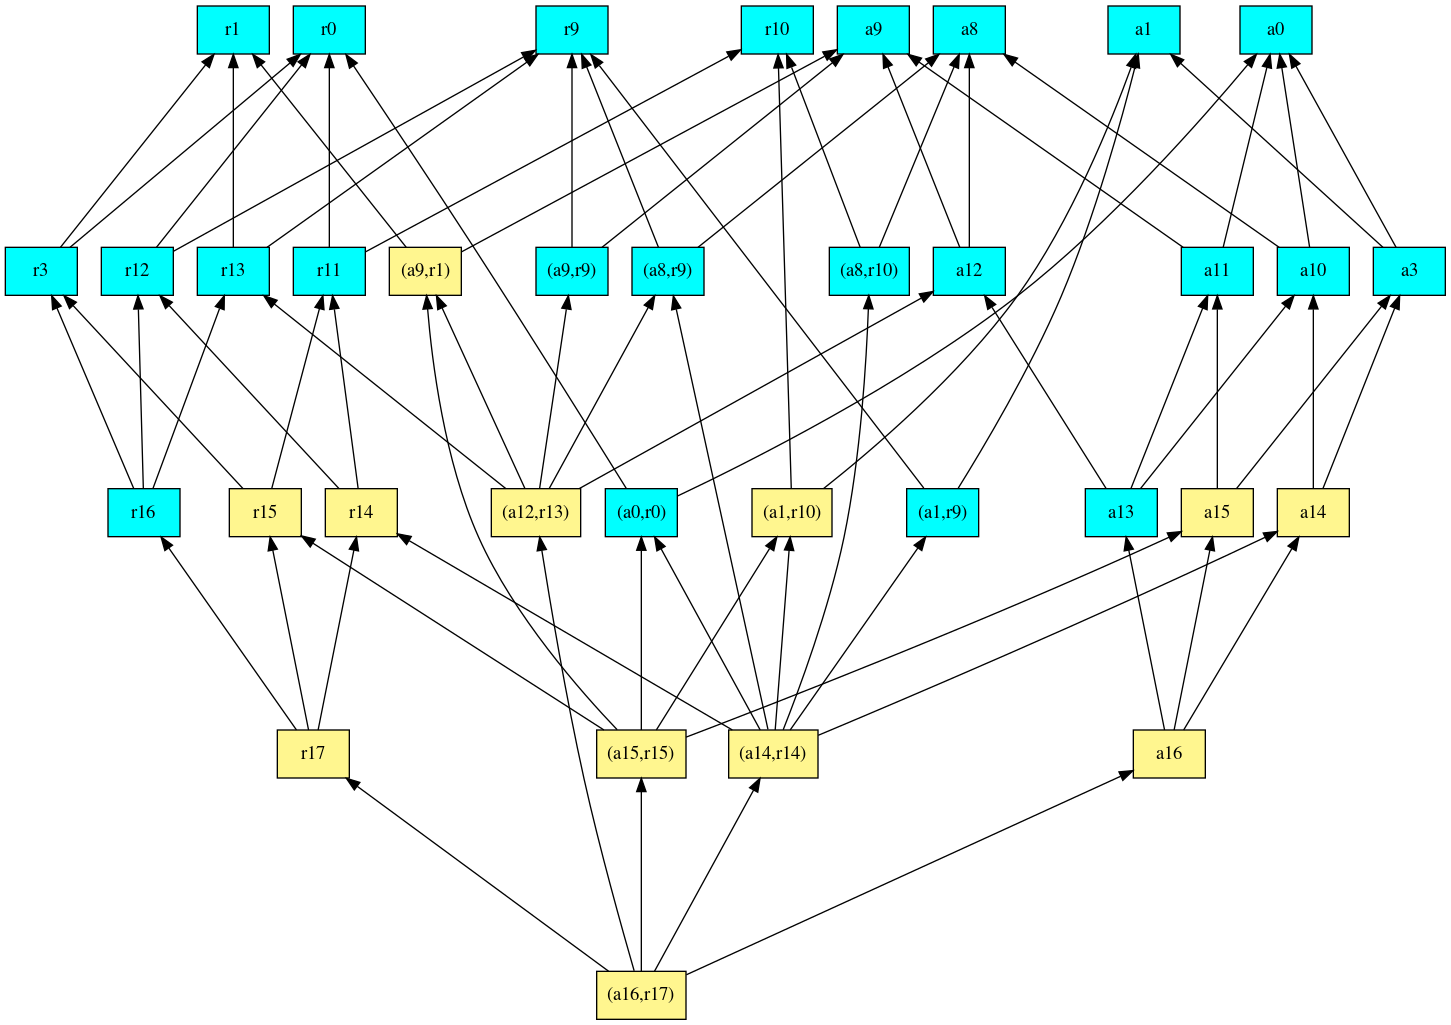 r1
r0
r9
r10
a9
a8
a1
a0
r3
r12
r13
r11
(a9,r1)
(a9,r9)
(a8,r9)
(a8,r10)
a12
a11
a10
a3
r16
r15
r14
(a12,r13)
(a0,r0)
(a1,r10)
(a1,r9)
a13
a15
a14
r17
(a15,r15)
(a14,r14)
a16
(a16,r17)